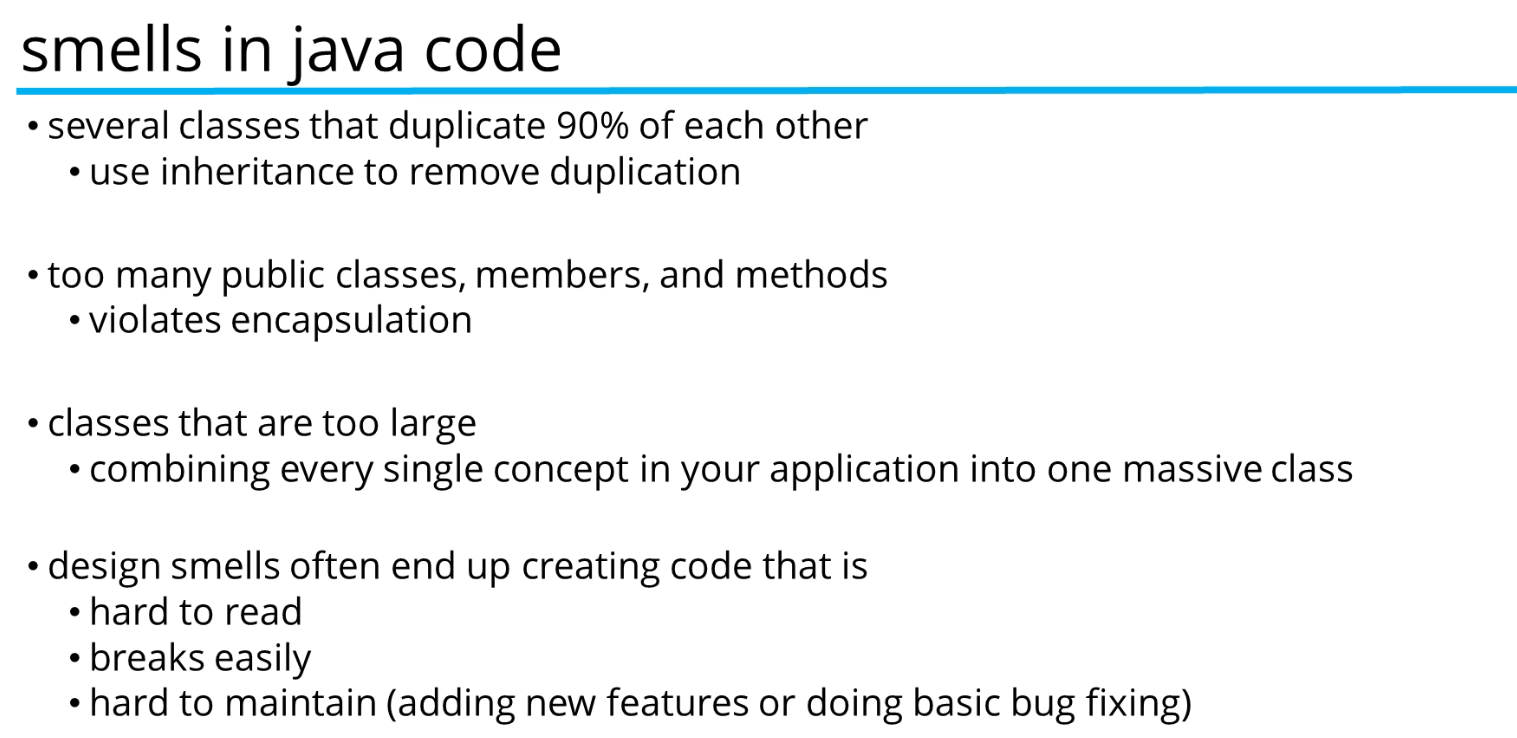 smells in java code
• several classes that duplicate 90% of each other
• use inheritance to remove duplication
• too many public classes, members, and methods
• violates encapsulation
• classes that are too large
• combining every single concept in your application into one massive class
• design smells often end up creating code that is
• hard to read
• breaks easily
• hard to maintain (adding new features or doing basic bug fixing)